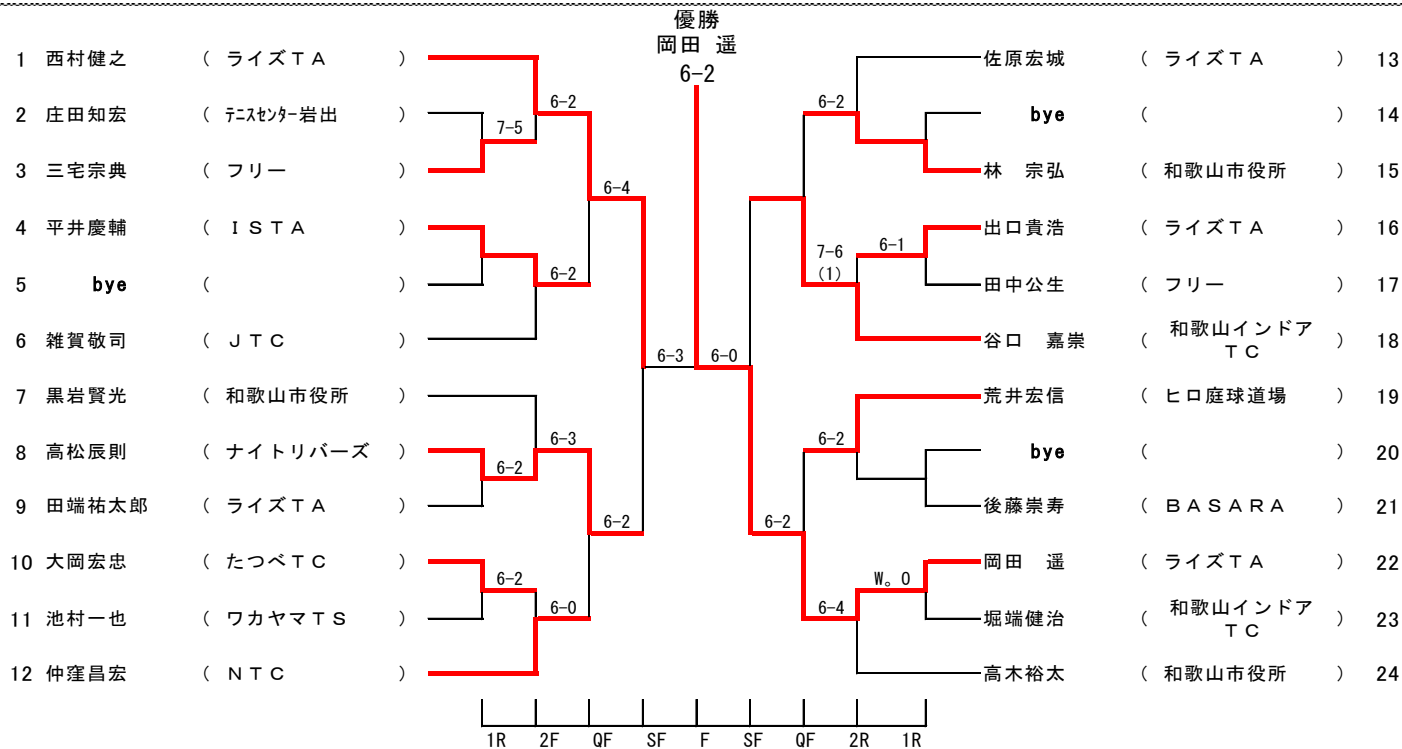 優勝
岡田 遥
6-2
1 西村健之 ( ライズTA )
2 庄田知宏 ( テニスセンター岩出 )
3 三宅宗典 ( フリー )
4 平井慶輔 ( ISTA )
5 bye ( )
6 雑賀敬司 ( JTC )
7 黒岩賢光 ( 和歌山市役所 )
8 高松辰則 ( ナイトリバーズ )
9 田端祐太郎 ( ライズTA )
10 大岡宏忠 ( たつべTC )
11 池村一也 ( ワカヤマTS )
12 仲窪昌宏 ( NTC )
7-5
6-2
6-2
6-2
6-2
6-3
6-0
6-4
6-2
6-3
6-0
6-2
7-6
(1)
6-1
6-2
6-2
W。O
6-4
佐原宏城 ( ライズTA ) 13
bye ( ) 14
林 宗弘 ( 和歌山市役所 ) 15
出口貴浩 ( ライズTA ) 16
田中公生 ( フリー ) 17
谷口 嘉崇 ( 和歌山インドア
TC ) 18
荒井宏信 ( ヒロ庭球道場 ) 19
bye ( ) 20
後藤崇寿 ( BASARA ) 21
岡田 遥 ( ライズTA ) 22
堀端健治 ( 和歌山インドア
TC ) 23
高木裕太 ( 和歌山市役所 ) 24
1R 2F QF SF F SF QF 2R 1R